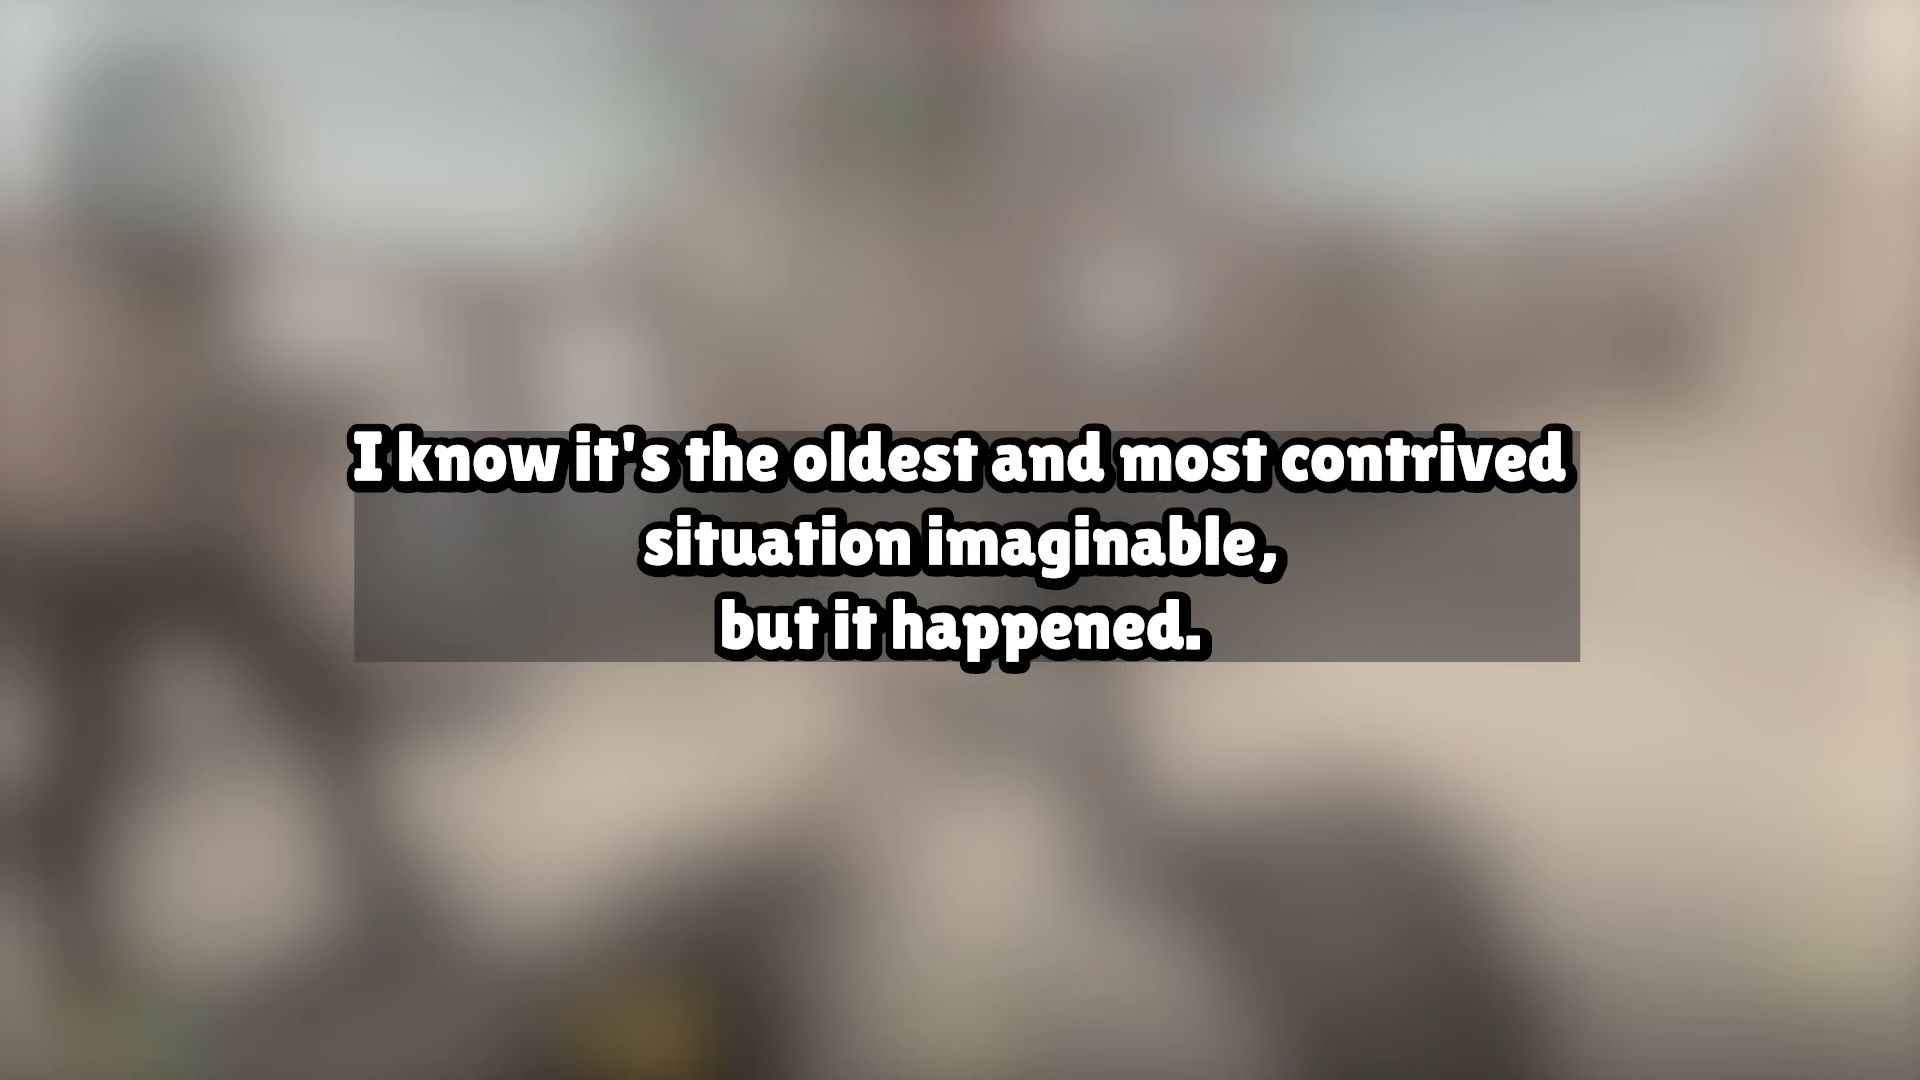 I know it's the oldest and most contrived
situation imaginable,
but it happened.